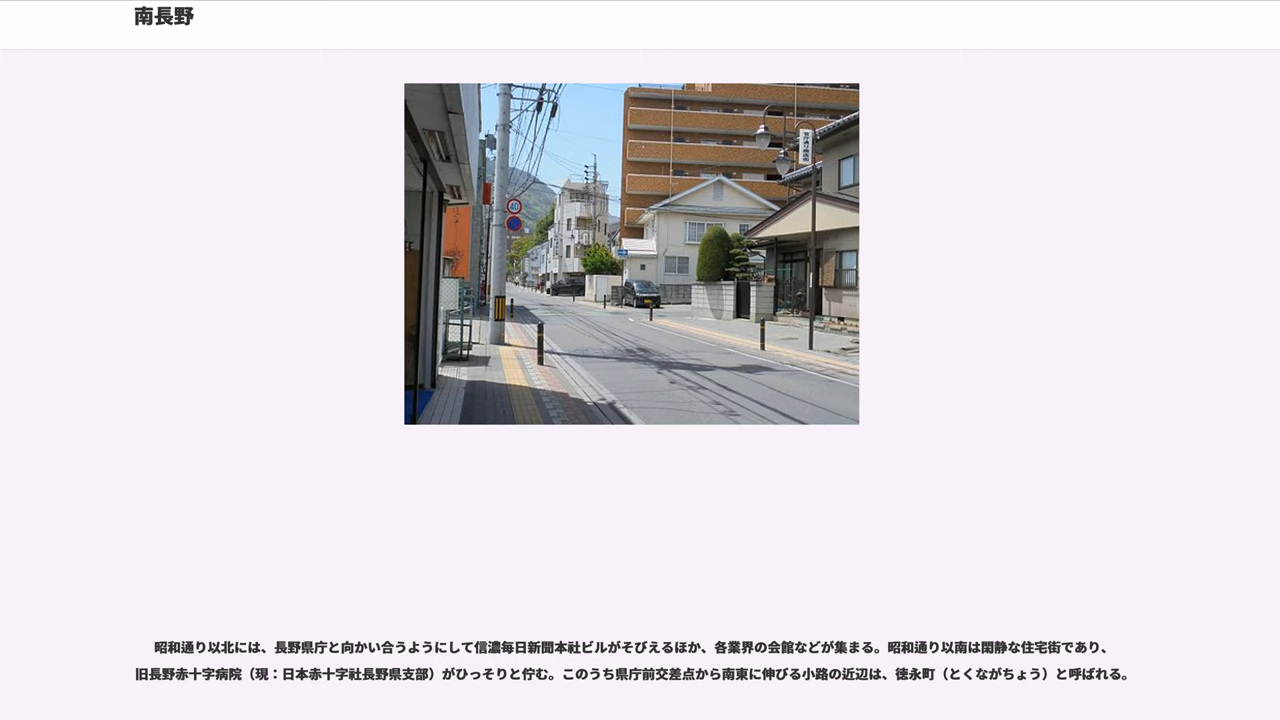 南長野
40
昭和通り以北には、長野県庁と向かい合うようにして信濃毎日新聞本社ビルがそびえるほか、各業界の会館などが集まる。昭和通り以南は閑静な住宅街であり、
旧長野赤十字病院（現：日本赤十字社長野県支部）がひっそりと佇む。このうち県庁前交差点から南東に伸びる小路の近辺は、徳永町（とくながちょう）と呼ばれる。